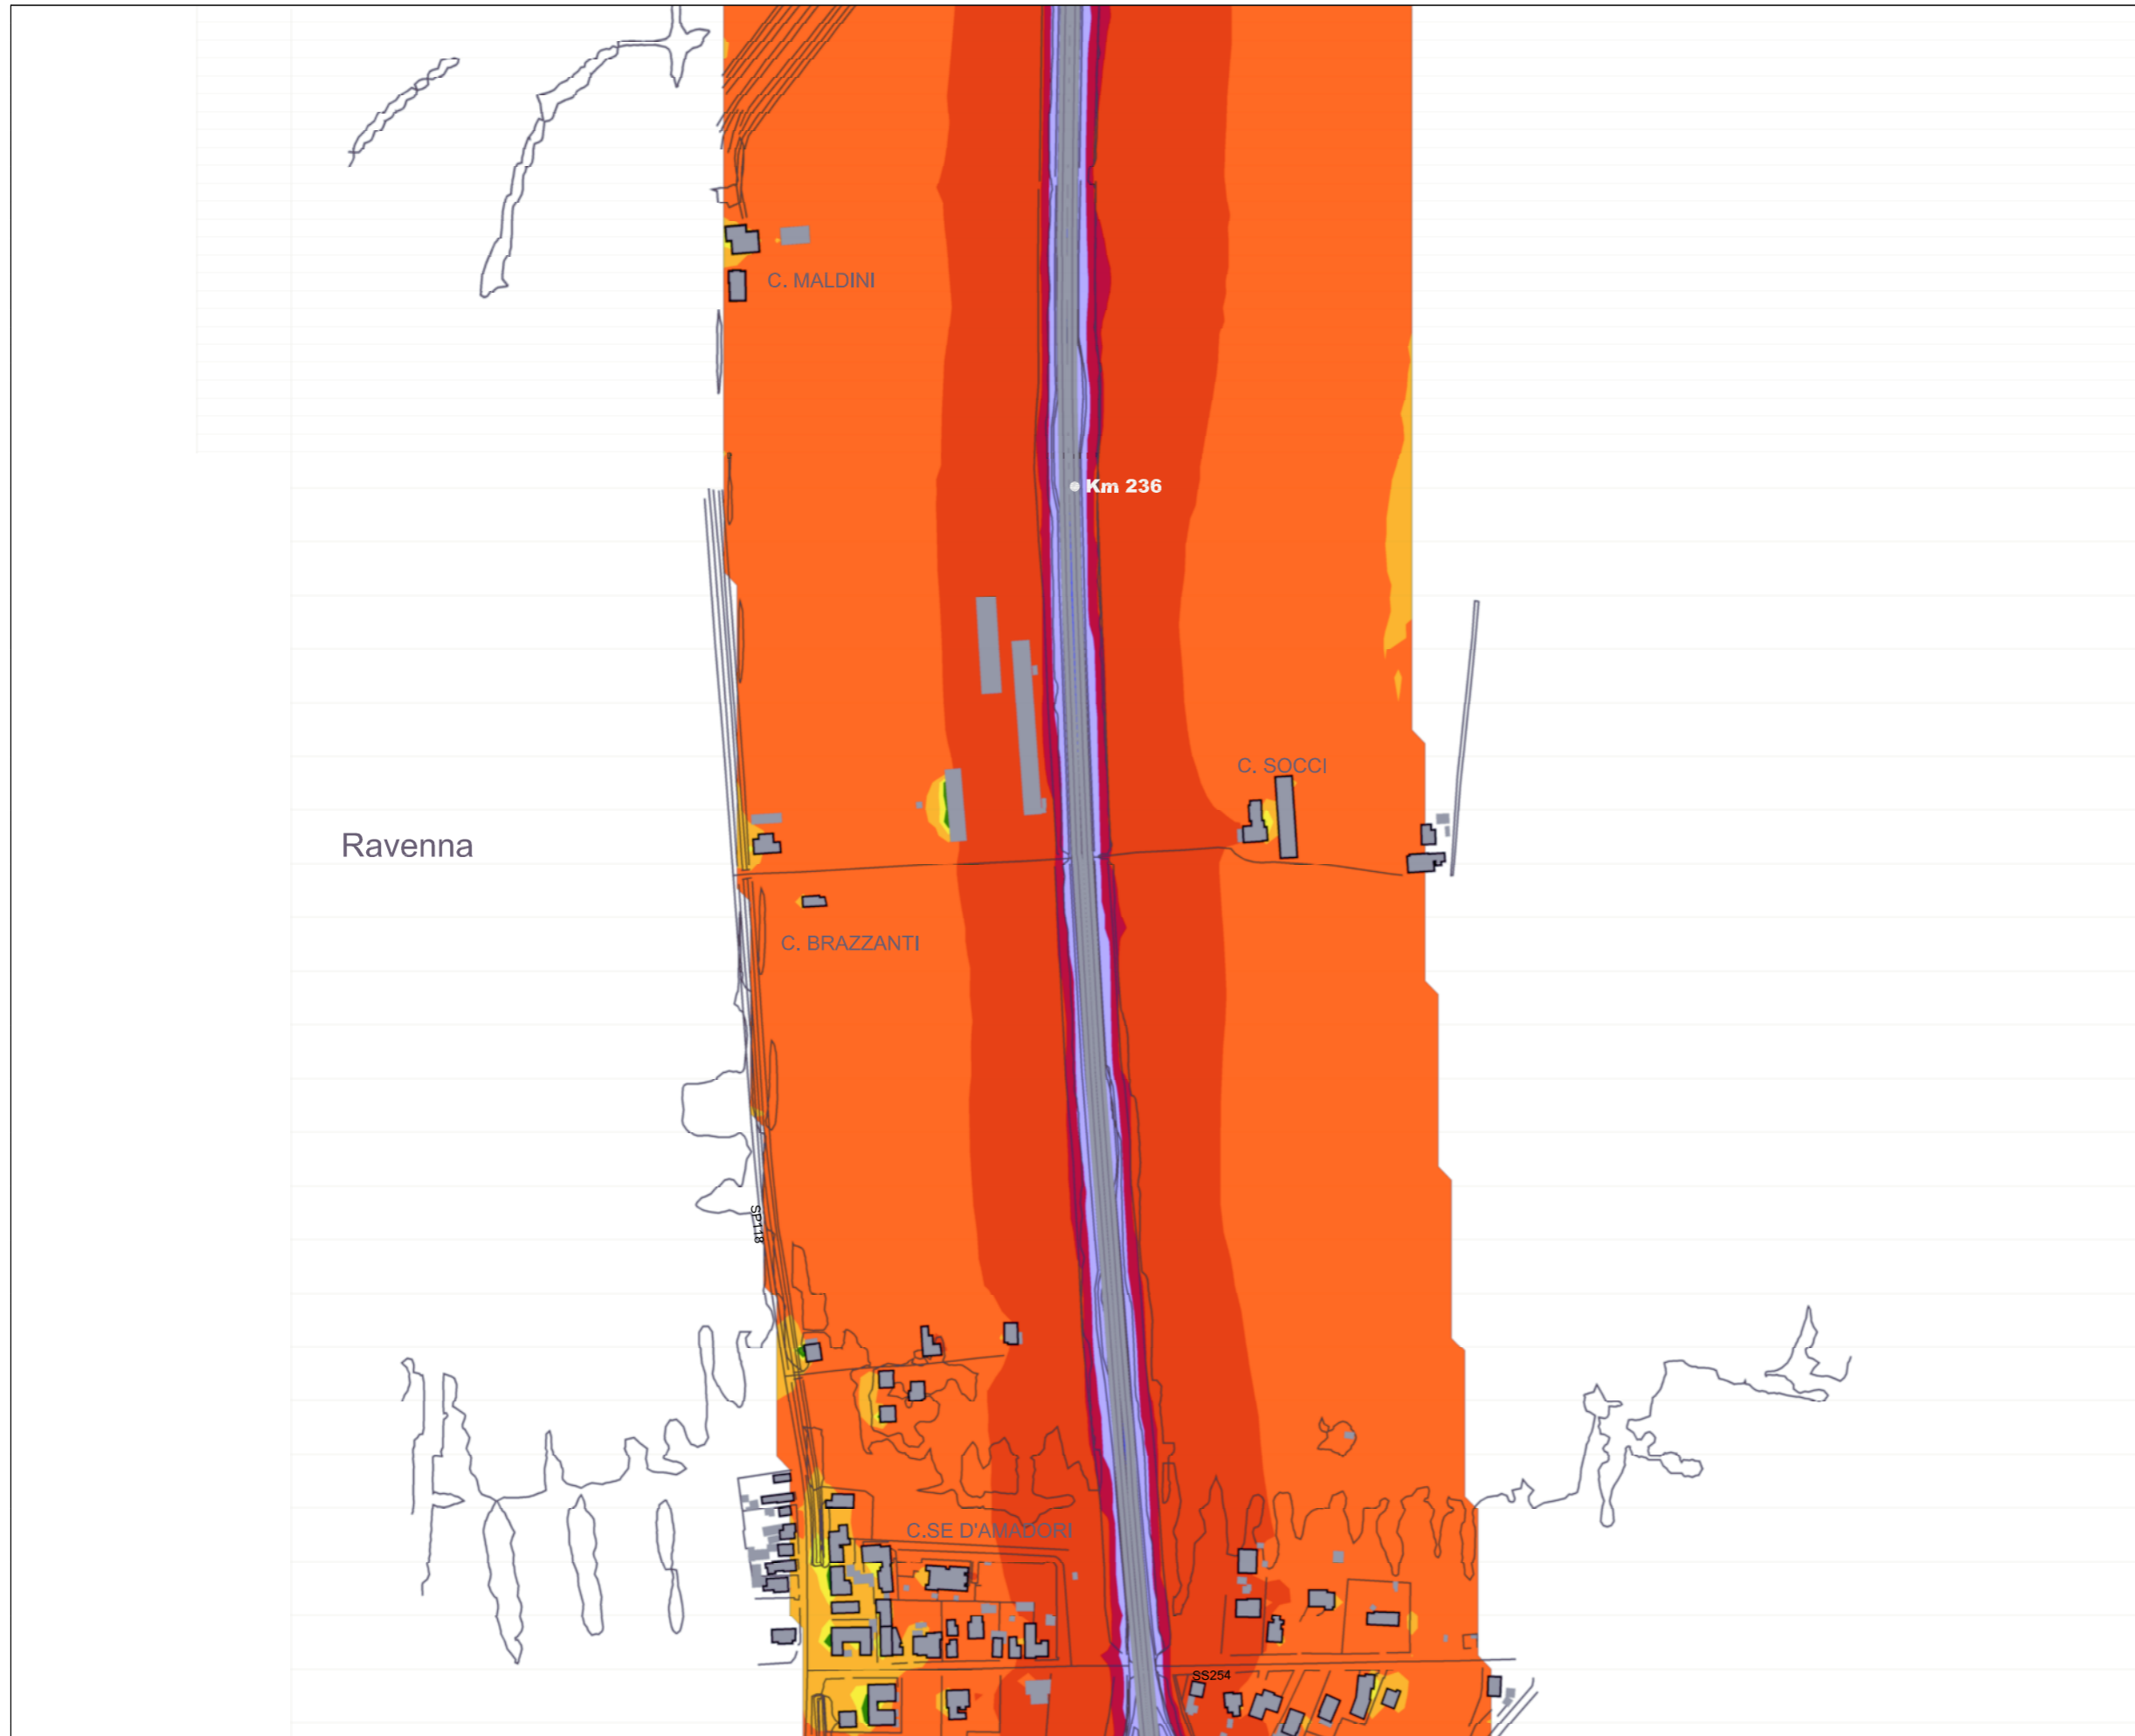 C. MALDINI
Km 236
C. SOCCI
Ravenna
C. BRAZZANTI
SP118
C.SE D'AMADORI
SS254